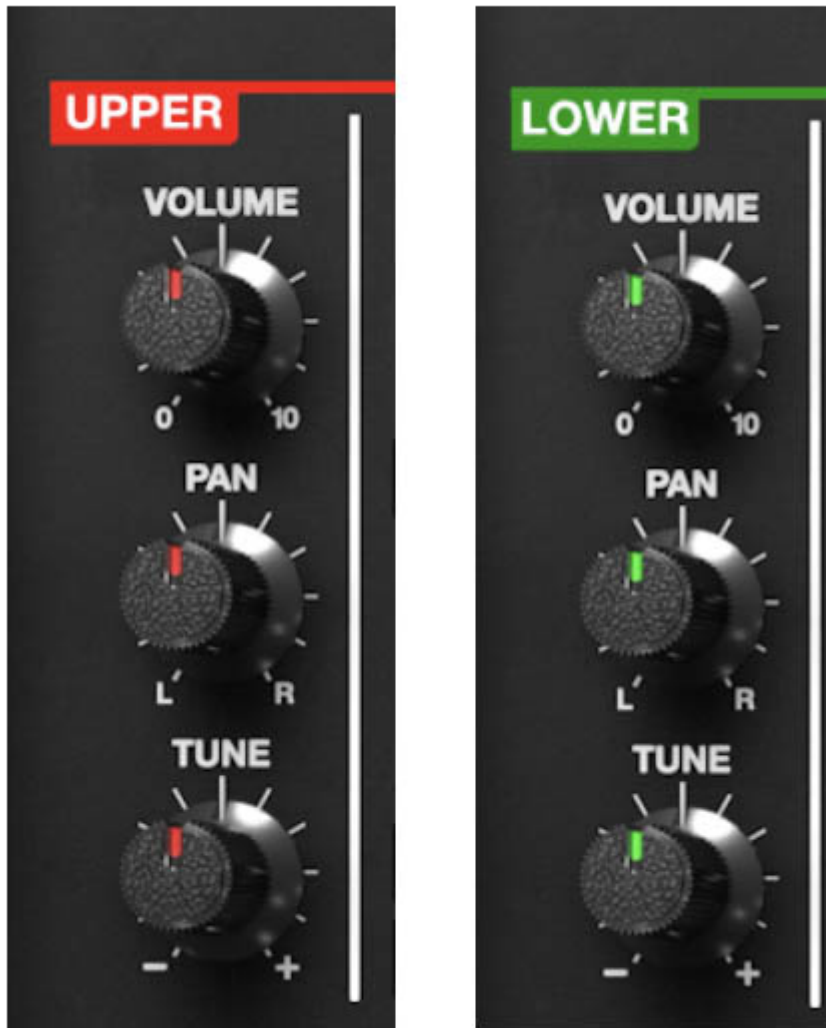 UPPER
VOLUME
0 10
PAN
L R
TUNE
− +
LOWER
VOLUME
0 10
PAN
L R
TUNE
− +